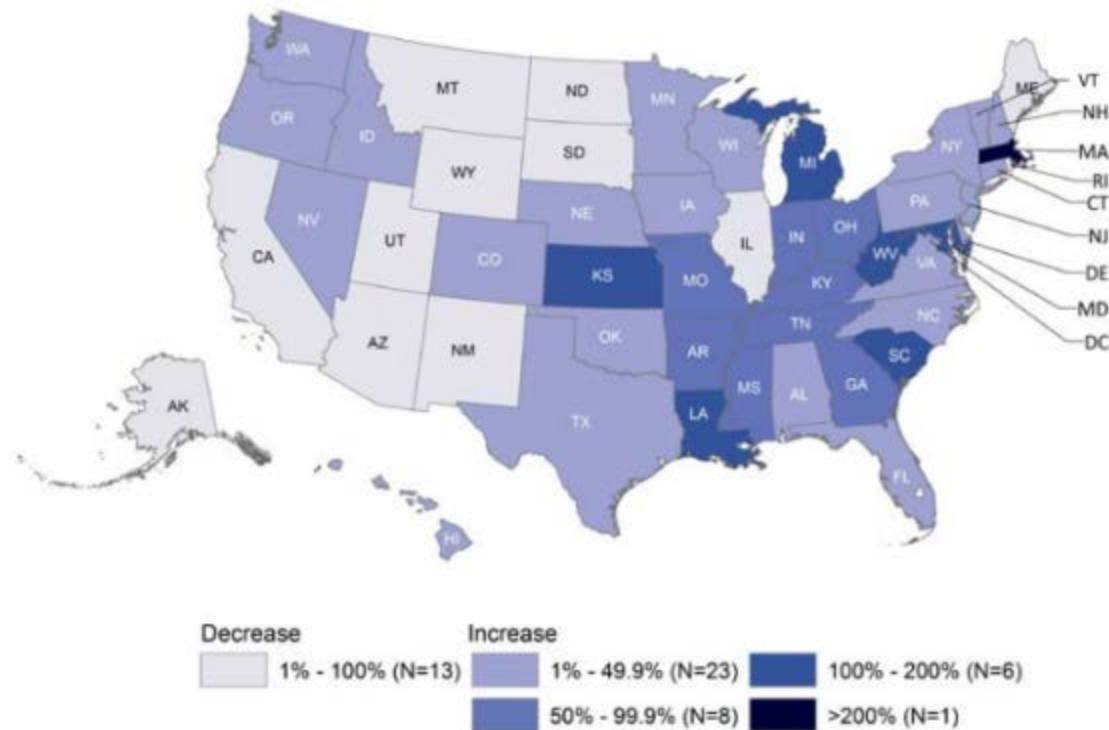 WA
MT
ND
MN
ME
VT
NH
OR
ID
SD
WI
NY
MA
WY
MI
RI
CT
NV
NE
IA
PA
NJ
CA
UT
CO
IL
IN
OH
WV
VA
DE
KS
MO
KY
MD
AZ
NM
OK
AR
TN
NC
DC
SC
MS
AL
GA
AK
TX
LA
FL
HI
Decrease Increase
1% - 100% (N=13) 1% - 49.9% (N=23) 100% - 200% (N=6)
50% - 99.9% (N=8) >200% (N=1)